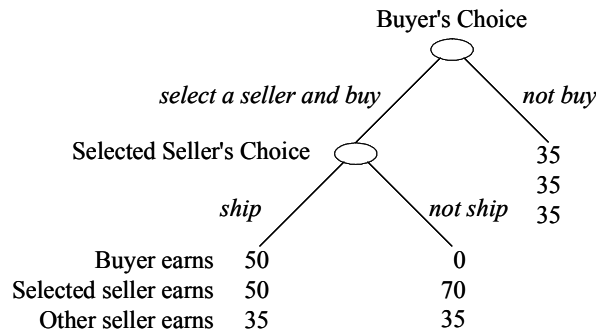 Buyer's Choice
select a seller and buy
not buy
Selected Seller's Choice
35
35
35
ship
not ship
Buyer earns 50 0
Selected seller earns 50 70
Other seller earns 35 35